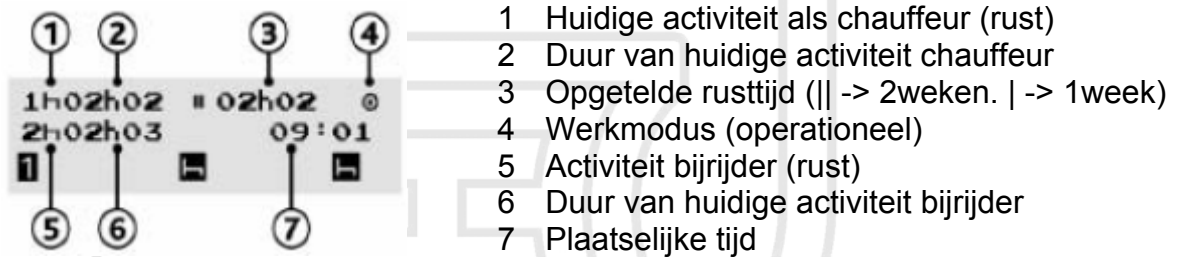 1 2 3 4
1h02h02 II 02h02 ⊙
2h02h03 09:01
1 h h
5 6 7
1 Huidige activiteit als chauffeur (rust)
2 Duur van huidige activiteit chauffeur
3 Opgetelde rusttijd (|| -> 2weken. | -> 1week)
4 Werkmodus (operationeel)
5 Activiteit bijrijder (rust)
6 Duur van huidige activiteit bijrijder
7 Plaatselijke tijd